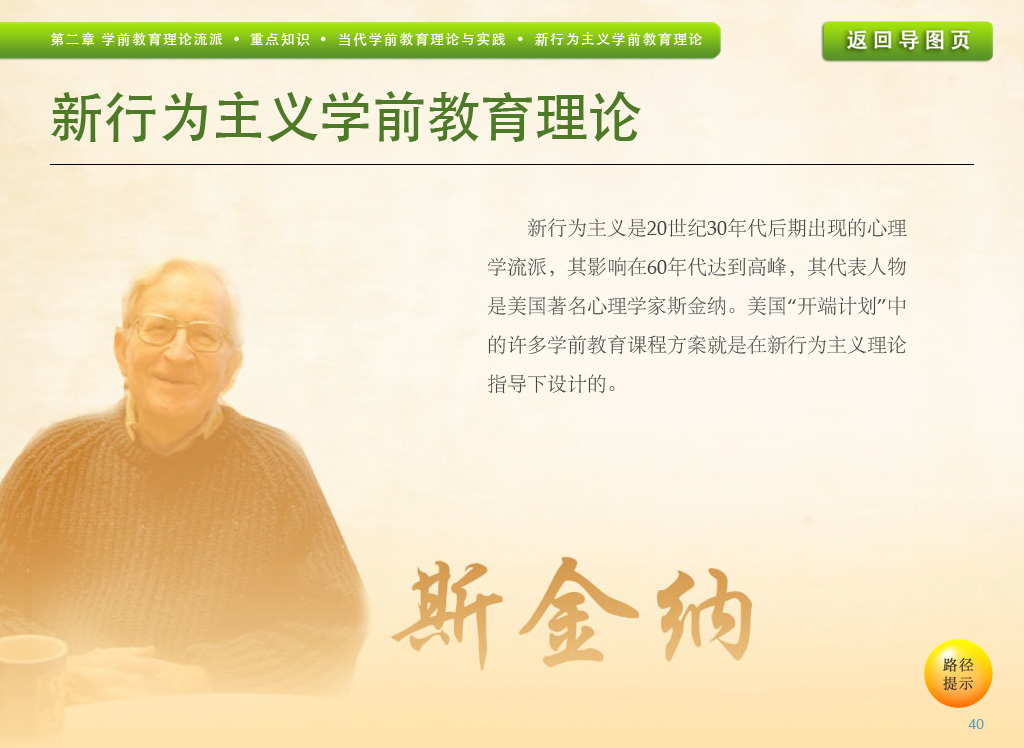 第二章 学前教育理论流派 • 重点知识 • 当代学前教育理论与实践 • 新行为主义学前教育理论
返回导图页
新行为主义学前教育理论
新行为主义是20世纪30年代后期出现的心理
学流派，其影响在60年代达到高峰，其代表人物
是美国著名心理学家斯金纳。美国“开端计划”中
的许多学前教育课程方案就是在新行为主义理论
指导下设计的。
斯金纳
路径
提示
40